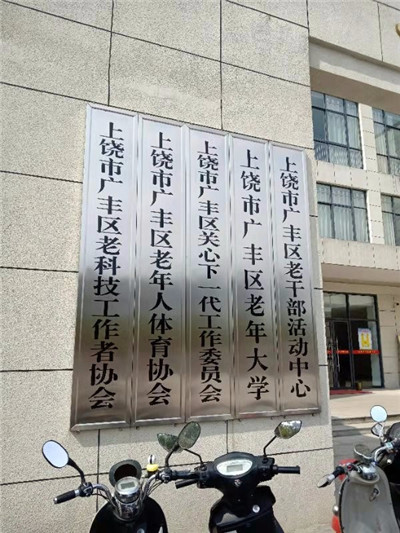 上饶市广丰区老科技工作者协会
上饶市广丰区老年人体育协会
上饶市广丰区关心下一代工作委员会
上饶市广丰区老年大学
上饶市广丰区老干部活动中心